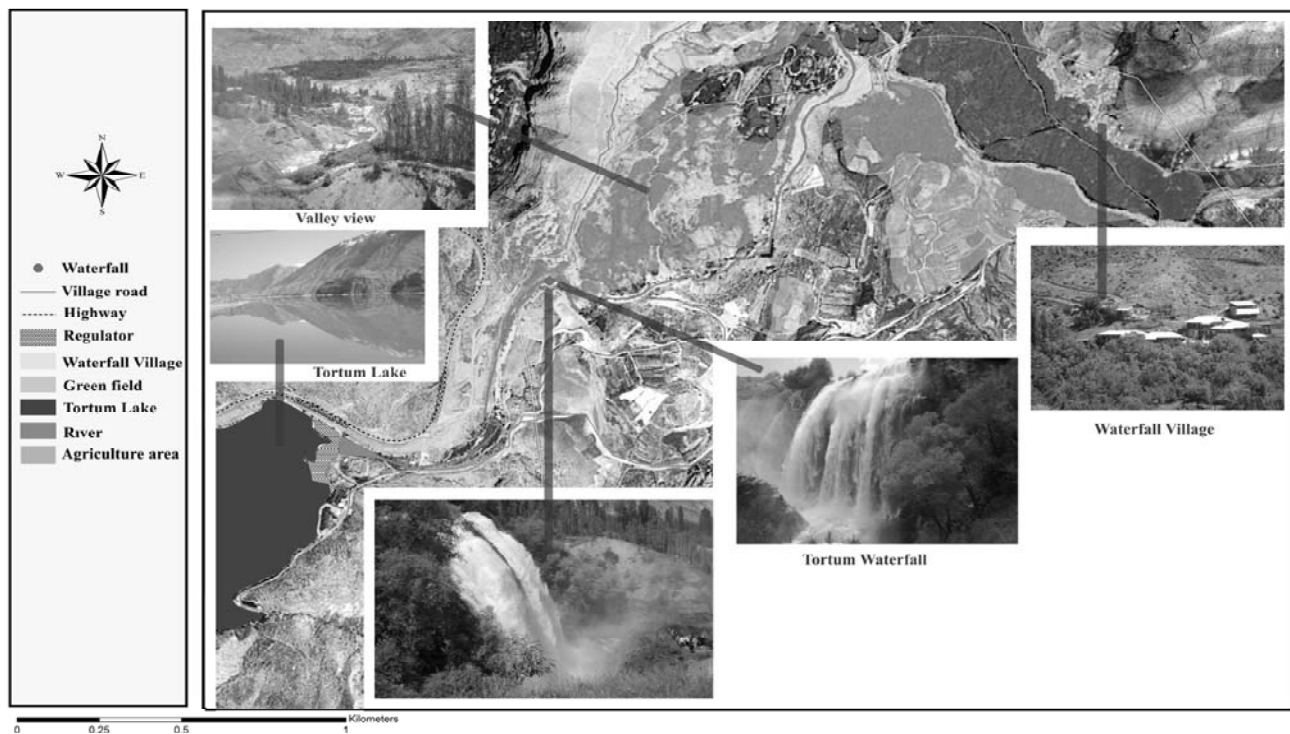 N
W E
S
Waterfall
Village road
Highway
Regulator
Waterfall Village
Green field
Tortum Lake
River
Agriculture area
Valley view
Tortum Lake
Waterfall Village
Tortum Waterfall
Kilometers
0 0.25 0.5 1